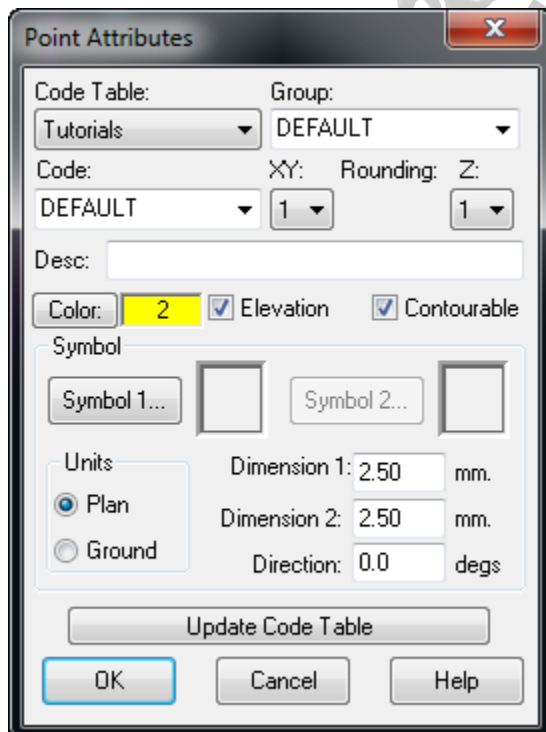 Point Attributes
Code Table: Group:
Tutorials DEFAULT
Code: XY: Rounding: Z:
DEFAULT 1 1
Desc:
Color: 2 Elevation Contourable
Symbol
Symbol 1... Symbol 2...
Units Dimension 1: 2.50 mm.
Plan Dimension 2: 2.50 mm.
Ground Direction: 0.0 degs
Update Code Table
OK Cancel Help